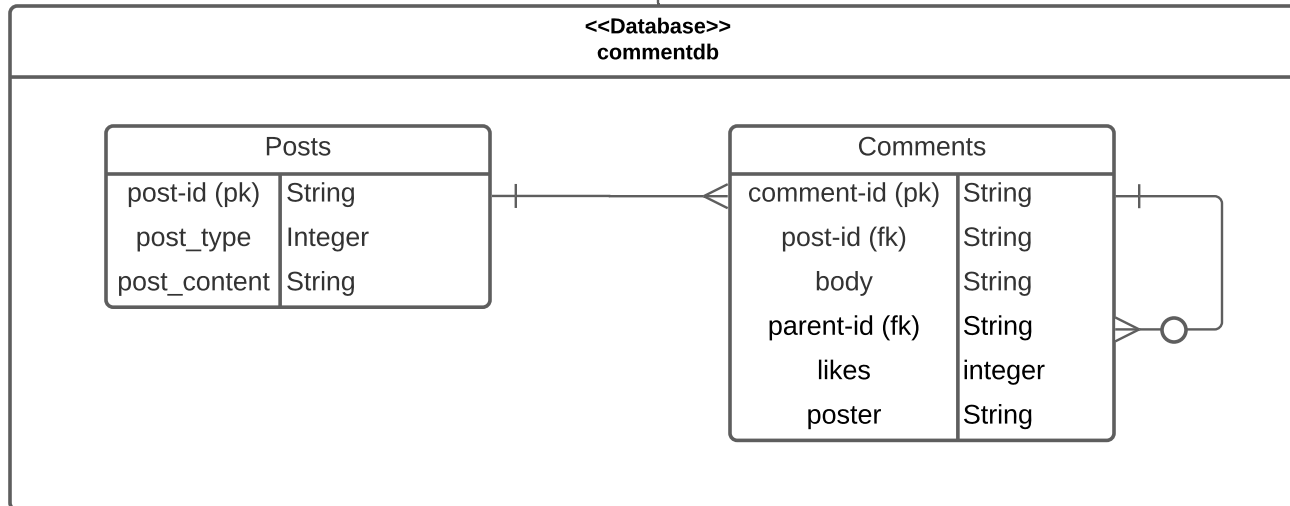 <<Database>>
commentdb
Posts
post-id (pk) String
post_type Integer
post_content String
Comments
comment-id (pk) String
post-id (fk) String
body String
parent-id (fk) String
likes integer
poster String